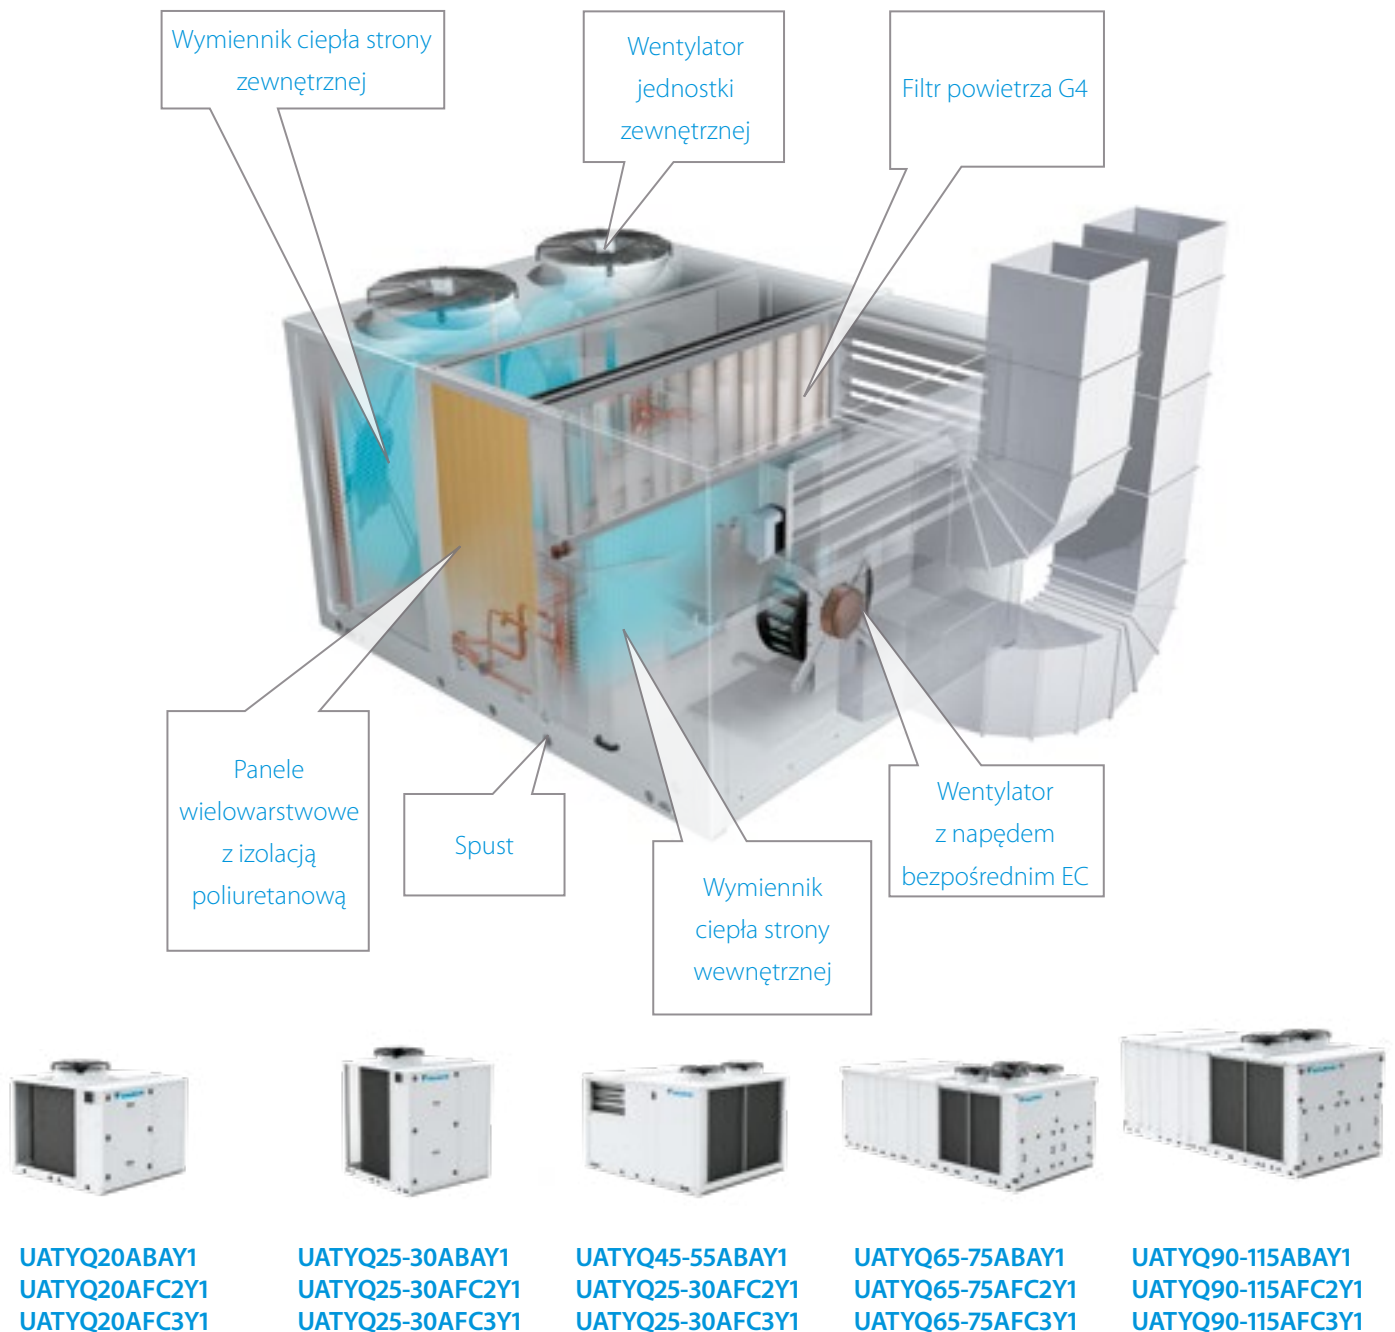 Wymiennik ciepła strony
zewnętrznej
Wentylator
jednostki
zewnętrznej
Filtr powietrza G4
Panele
wielowarstwowe
z izolacją
poliuretanową
Spust
Wymiennik
ciepła strony
wewnętrznej
Wentylator
z napędem
bezpośrednim EC
UATYQ20ABAY1
UATYQ20AFC2Y1
UATYQ20AFC3Y1
UATYQ25-30ABAY1
UATYQ25-30AFC2Y1
UATYQ25-30AFC3Y1
UATYQ45-55ABAY1
UATYQ25-30AFC2Y1
UATYQ25-30AFC3Y1
UATYQ65-75ABAY1
UATYQ65-75AFC2Y1
UATYQ65-75AFC3Y1
UATYQ90-115ABAY1
UATYQ90-115AFC2Y1
UATYQ90-115AFC3Y1